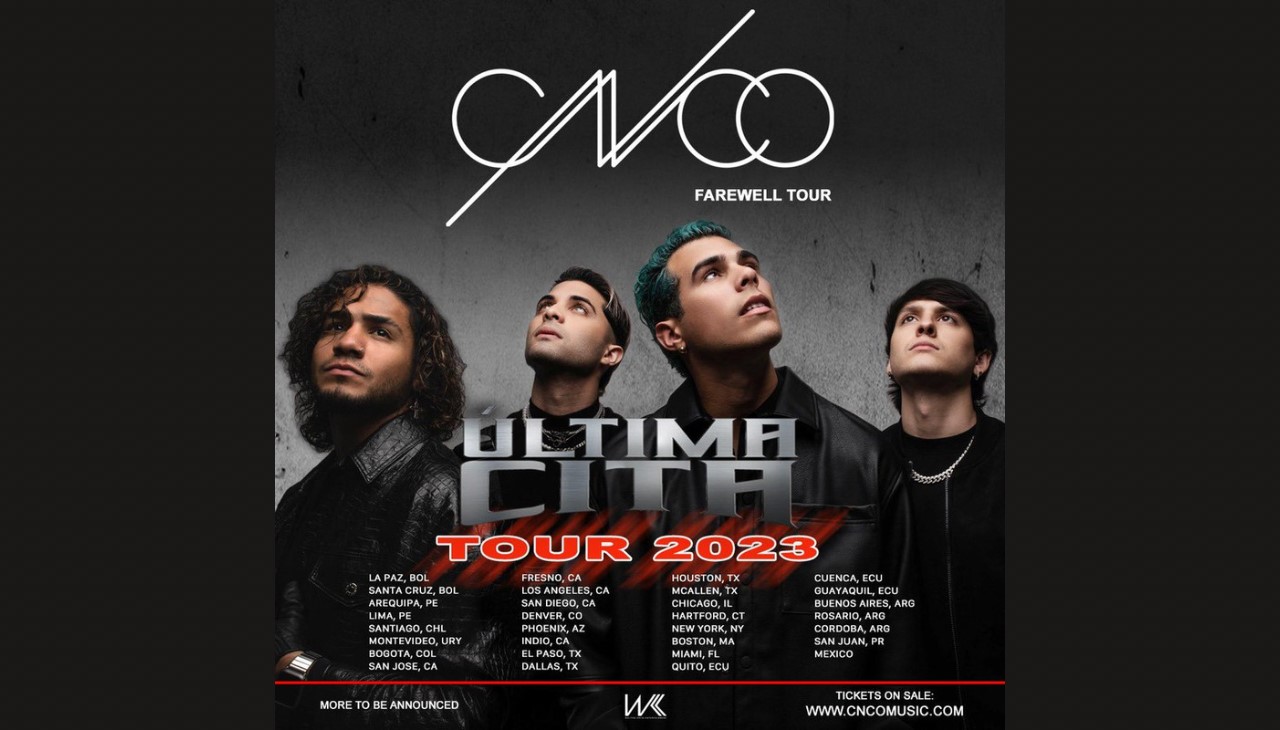 CNCO
FAREWELL TOUR
ÚLTIMA
CITA
TOUR 2023
LA PAZ, BOL
SANTA CRUZ, BOL
AREQUIPA, PE
LIMA, PE
SANTIAGO, CHL
MONTEVIDEO, URY
BOGOTA, COL
SAN JOSE, CA
FRESNO, CA
LOS ANGELES, CA
SAN DIEGO, CA
DENVER, CO
PHOENIX, AZ
INDIO, CA
EL PASO, TX
DALLAS, TX
HOUSTON, TX
MCALLEN, TX
CHICAGO, IL
HARTFORD, CT
NEW YORK, NY
BOSTON, MA
MIAMI, FL
QUITO, ECU
CUENCA, ECU
GUAYAQUIL, ECU
BUENOS AIRES, ARG
ROSARIO, ARG
CORDOBA, ARG
SAN JUAN, PR
MEXICO
MORE TO BE ANNOUNCED
WK
TICKETS ON SALE:
WWW.CNCOMUSIC.COM